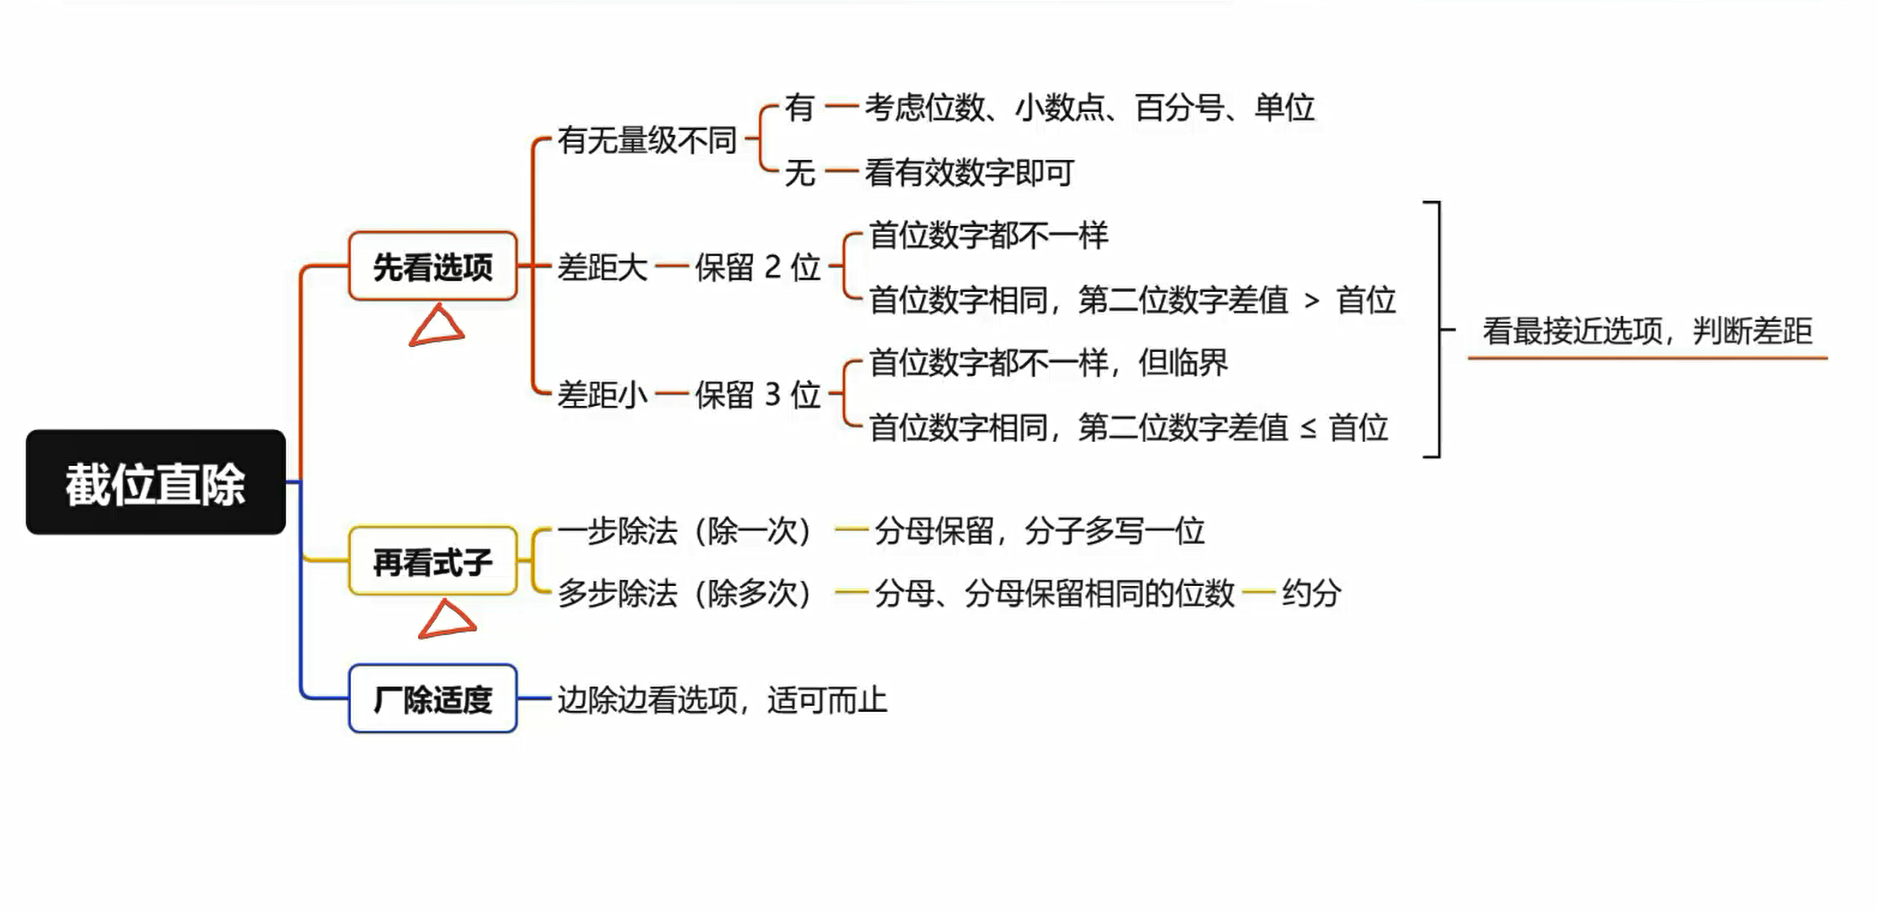 截位直除
先看选项
有无量级不同
有
考虑位数、小数点、百分号、单位
无
看有效数字即可
差距大
保留 2 位
首位数字都不一样
首位数字相同，第二位数字差值 > 首位
差距小
保留 3 位
首位数字都不一样，但临界
首位数字相同，第二位数字差值 ≤ 首位
看最接近选项，判断差距
再看式子
一步除法（除一次）
分母保留，分子多写一位
多步除法（除多次）
分母、分母保留相同的位数
约分
厂除适度
边除边看选项，适可而止